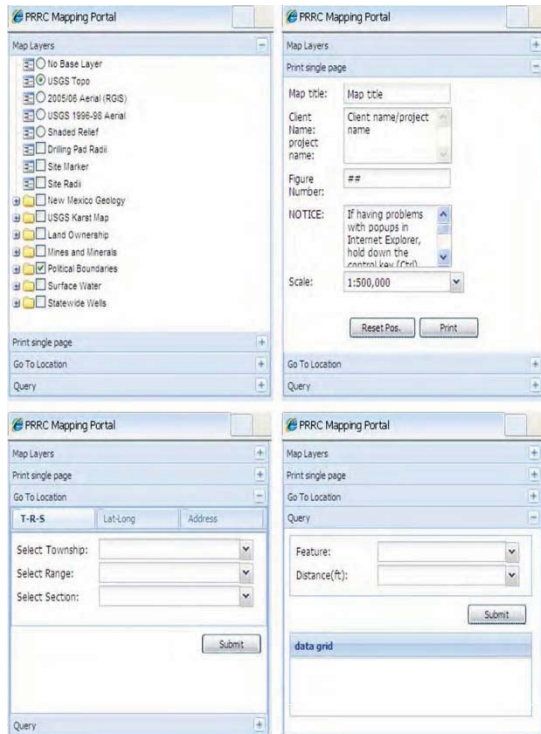 PRRC Mapping Portal
Map Layers
No Base Layer
USGS Topo
2005/06 Aerial (RGIS)
USGS 1996-98 Aerial
Shaded Relief
Drilling Pad Radii
Site Marker
Site Radii
New Mexico Geology
USGS Karst Map
Land Ownership
Mines and Minerals
Political Boundaries
Surface Water
Statewide Wells
Print single page
Go To Location
Query
PRRC Mapping Portal
Map Layers
Print single page
Map title: Map title
Client Name: project name: Client name/project name
Figure Number: ##
NOTICE: If having problems
with popups in
Internet Explorer,
hold down the
control key (Ctrl)
Scale: 1:500,000
Reset Pos. Print
Go To Location
Query
PRRC Mapping Portal
Map Layers
Print single page
Go To Location
T-R-S Lat-Long Address
Select Township:
Select Range:
Select Section:
Submit
Query
PRRC Mapping Portal
Map Layers
Print single page
Go To Location
Query
Feature:
Distance(ft):
Submit
data grid